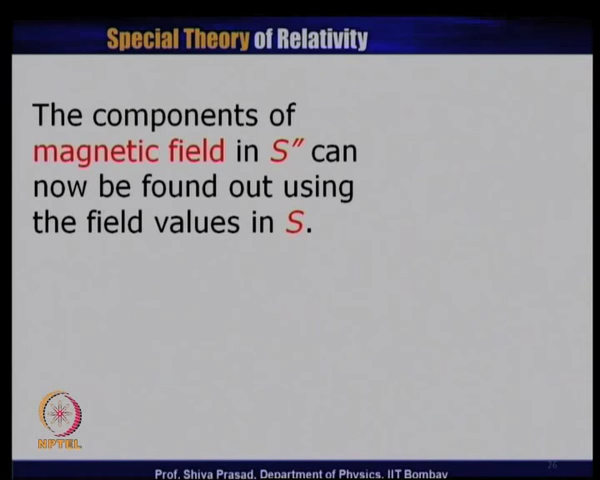 Special Theory of Relativity
The components of
magnetic field in S″ can
now be found out using
the field values in S.
NPTEL
26
Prof. Shiva Prasad, Department of Physics, IIT Bombay